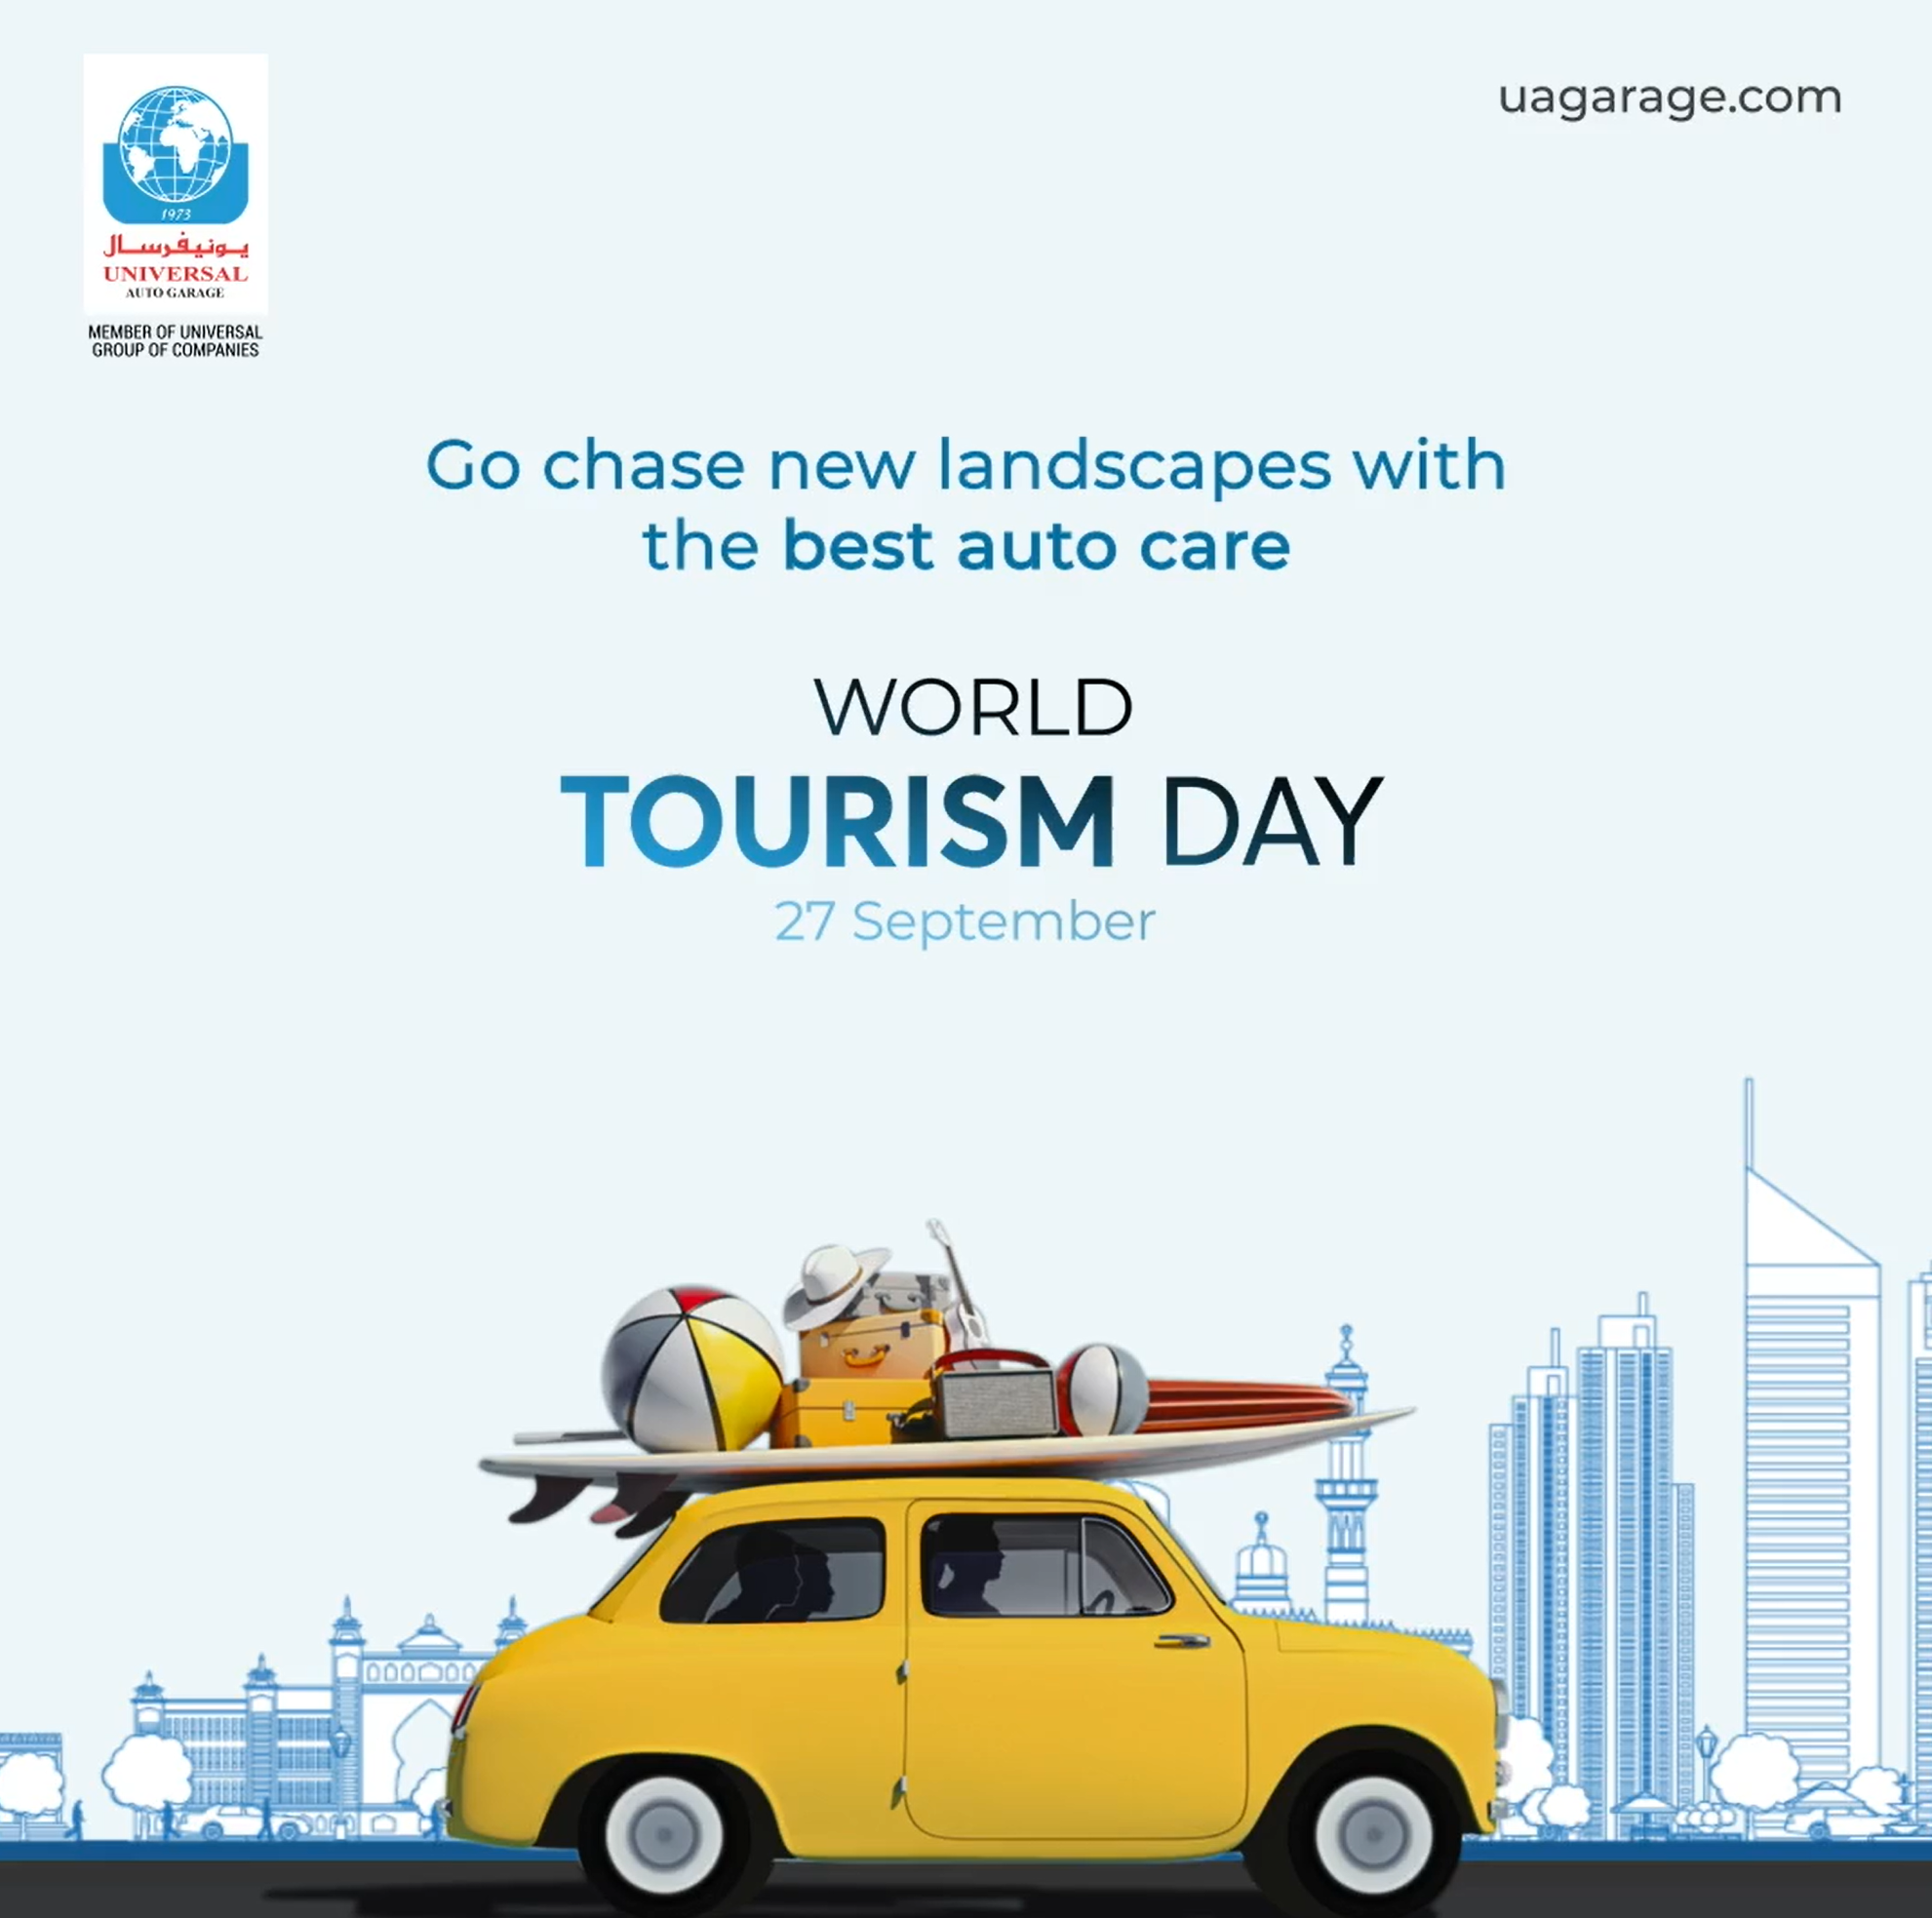 uagarage.com
1973
يونيفرسال
UNIVERSAL
AUTO GARAGE
MEMBER OF UNIVERSAL
GROUP OF COMPANIES
Go chase new landscapes with
the best auto care
WORLD
TOURISM DAY
27 September